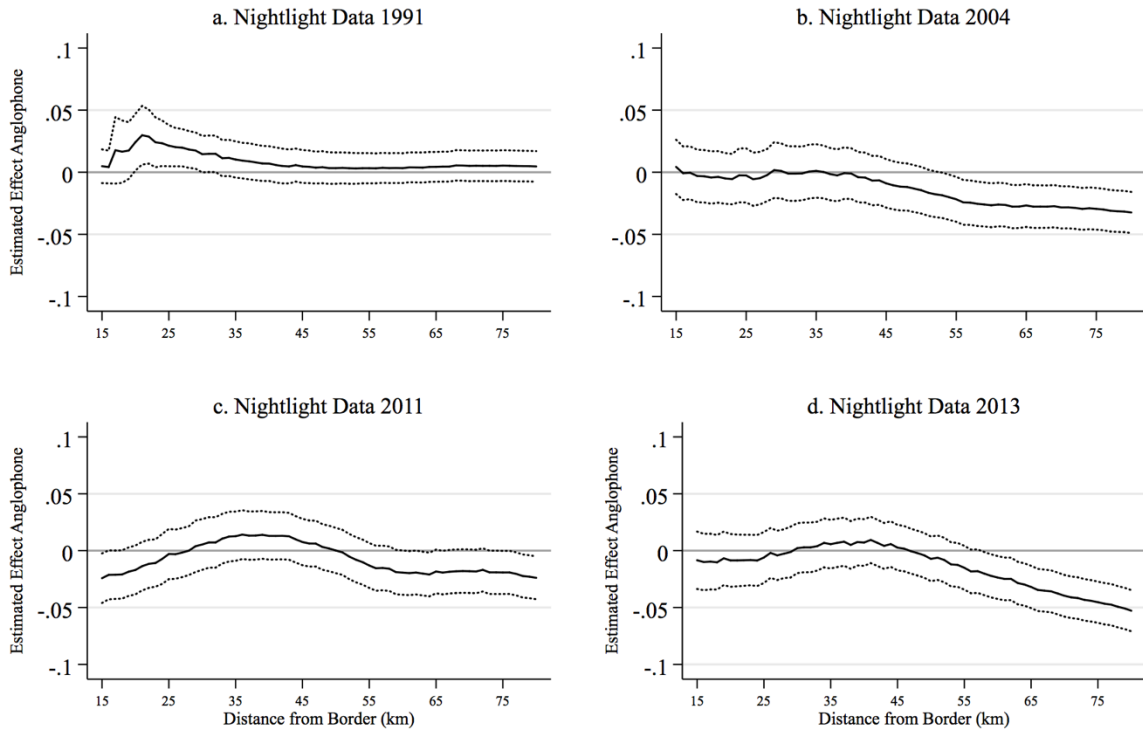 a. Nightlight Data 1991
Estimated Effect Anglophone
.1
.05
0
-.05
-.1
15 25 35 45 55 65 75
b. Nightlight Data 2004
Estimated Effect Anglophone
.1
.05
0
-.05
-.1
15 25 35 45 55 65 75
c. Nightlight Data 2011
Estimated Effect Anglophone
.1
.05
0
-.05
-.1
15 25 35 45 55 65 75
Distance from Border (km)
d. Nightlight Data 2013
Estimated Effect Anglophone
.1
.05
0
-.05
-.1
15 25 35 45 55 65 75
Distance from Border (km)